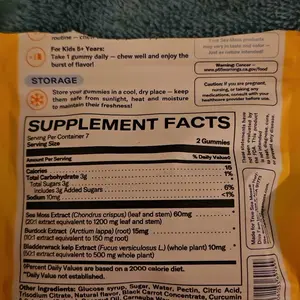 routine
For Kids 5+ Years:
Take 1 gummy daily – chew well and enjoy the
burst of flavor!
STORAGE
Store your gummies in a cool, dry place – keep
them safe from sunlight, heat and moisture
to maintain their freshness!
Warning: Cancer –
www.p65warnings.ca.gov/food
Caution: If you are pregnant,
nursing, or taking any
medications, consult with your
healthcare provider before use.
SUPPLEMENT FACTS
Serving Per Container 7
Serving Size 2 Gummies
Amount Per Serving % Daily Value◊
Calories 15
Total Carbohydrate 3g 1%
Total Sugars 3g
Includes 3g Added Sugars 6%
Sodium 10mg <1%
Sea Moss Extract (Chondrus crispus) (leaf and stem) 60mg
(20:1 extract equivalent to 1200 mg leaf and stem)
Burdock Extract (Arctium lappa) (root) 15mg
(10:1 extract equivalent to 150 mg root)
Bladderwrack kelp Extract (Fucus versiculosus L.) (whole plant) 10mg
(50:1 extract equivalent to 500 mg whole plant)
◊Percent Daily Values are based on a 2000 calorie diet.
*Daily Value not established.
Other Ingredients: Glucose syrup, Sugar, Water, Pectin, Citric Acid,
Trisodium Citrate, Natural flavor, Black Carrot Concentrate, Curcumin